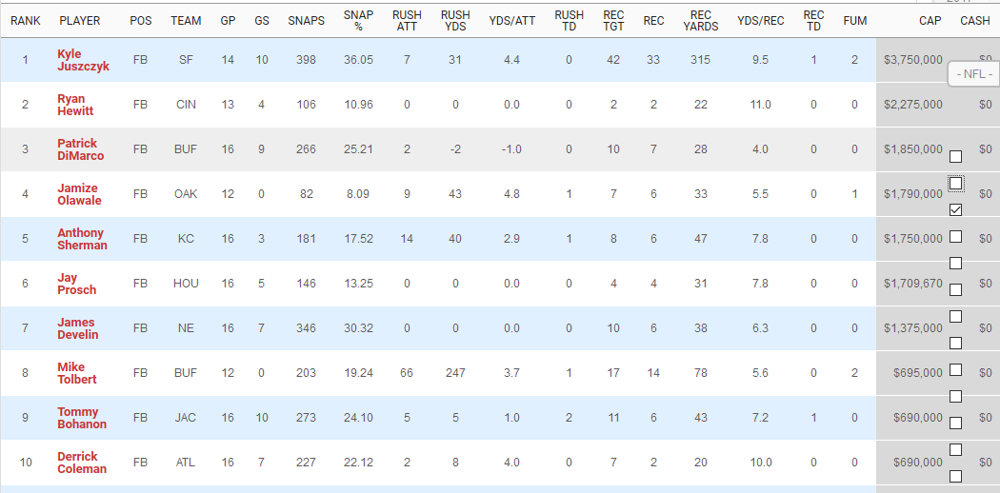 RANK PLAYER POS TEAM GP GS SNAPS SNAP % RUSH ATT RUSH YDS YDS/ATT RUSH TD REC TGT REC REC YARDS YDS/REC REC TD FUM CAP CASH
1 Kyle Juszczyk FB SF 14 10 398 36.05 7 31 4.4 0 42 33 315 9.5 1 2 $3,750,000 $0
- NFL -
2 Ryan Hewitt FB CIN 13 4 106 10.96 0 0 0.0 0 2 2 22 11.0 0 0 $2,275,000 $0
3 Patrick DiMarco FB BUF 16 9 266 25.21 2 -2 -1.0 0 10 7 28 4.0 0 0 $1,850,000 $0
4 Jamize Olawale FB OAK 12 0 82 8.09 9 43 4.8 1 7 6 33 5.5 0 1 $1,790,000 $0
5 Anthony Sherman FB KC 16 3 181 17.52 14 40 2.9 1 8 6 47 7.8 0 0 $1,750,000 $0
6 Jay Prosch FB HOU 16 5 146 13.25 0 0 0.0 0 4 4 31 7.8 0 0 $1,709,670 $0
7 James Develin FB NE 16 7 346 30.32 0 0 0.0 0 10 6 38 6.3 0 0 $1,375,000 $0
8 Mike Tolbert FB BUF 12 0 203 19.24 66 247 3.7 1 17 14 78 5.6 0 2 $695,000 $0
9 Tommy Bohanon FB JAC 16 10 273 24.10 5 5 1.0 2 11 6 43 7.2 1 0 $690,000 $0
10 Derrick Coleman FB ATL 16 7 227 22.12 2 8 4.0 0 7 2 20 10.0 0 0 $690,000 $0